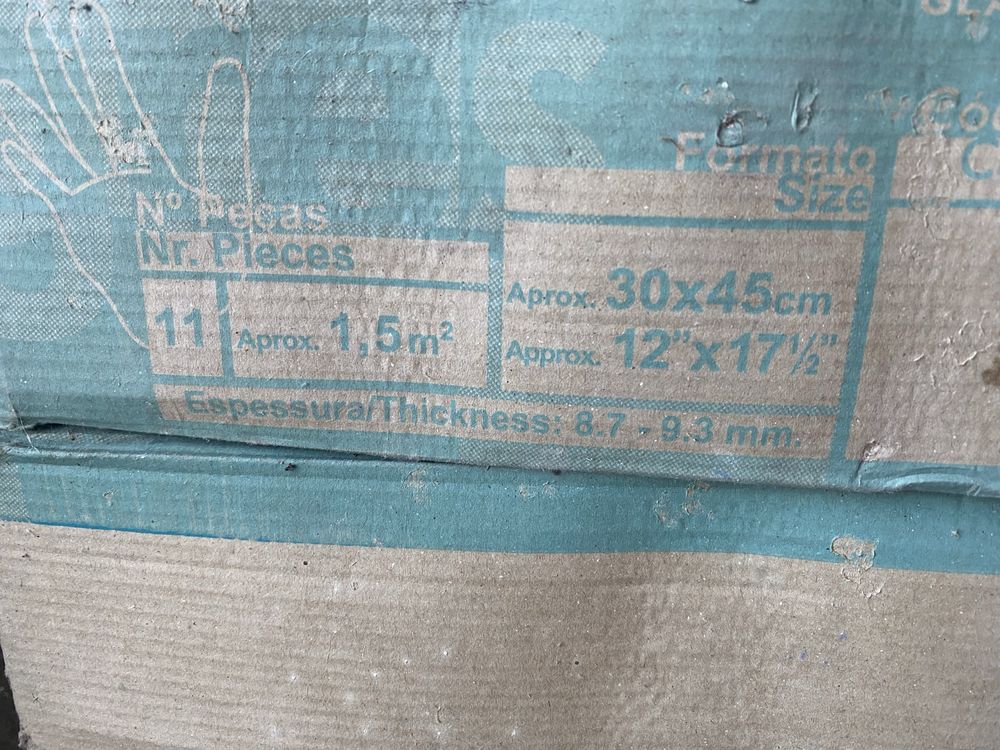 Formato
Size
Nº Peças
Nr. Pieces
11
Aprox. 1,5 m²
Aprox. 30x45cm
Approx. 12"x17½"
Espessura/Thickness: 8.7 - 9.3 mm.